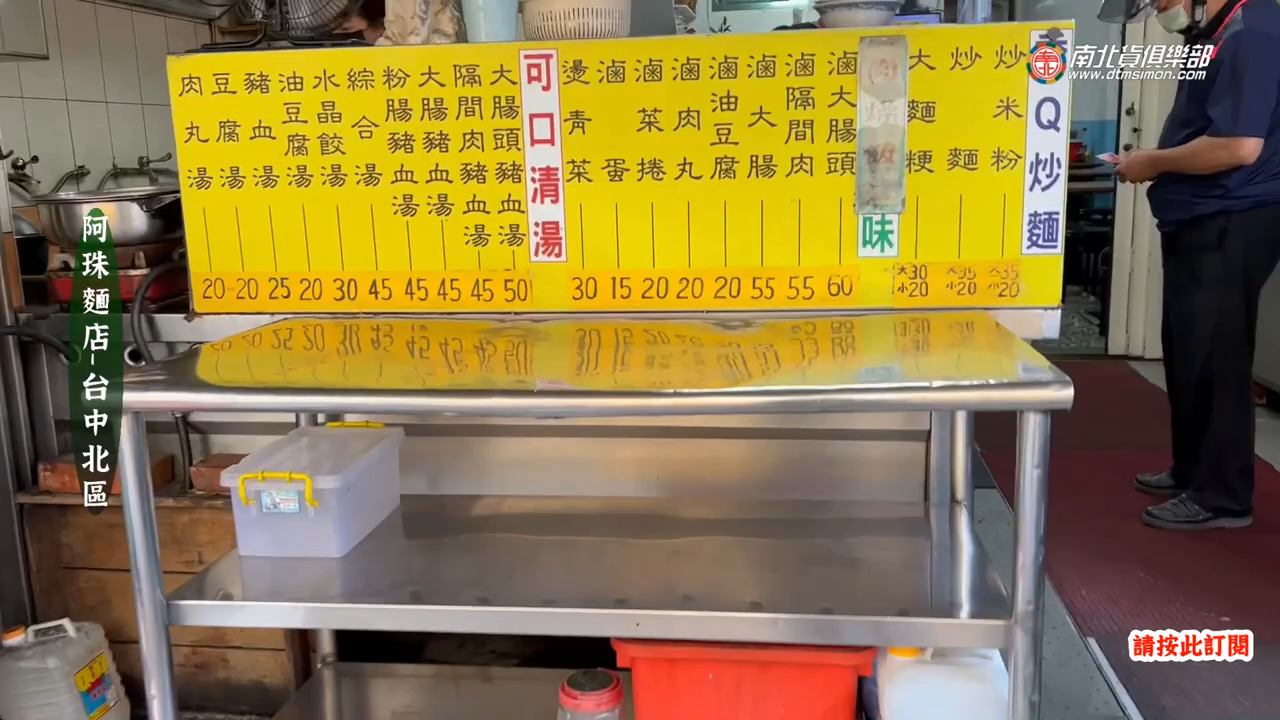 南北貨俱樂部
www.dtmsimon.com
Q炒麵
炒米粉 大35 小20
炒麵 大35 小20
大麵粳 大30 小20
味
滷大腸頭 60
滷隔間肉 55
滷大腸 55
滷油豆腐 20
滷肉丸 20
滷菜捲 20
滷蛋 15
燙青菜 30
可口清湯
大腸頭豬血湯 50
隔間肉豬血湯 45
大腸豬血湯 45
粉腸豬血湯 45
綜合湯 45
水晶餃湯 30
油豆腐湯 20
豬血湯 25
豆腐湯 20
肉丸湯 20
阿珠麵店-台中北區
請按此訂閱